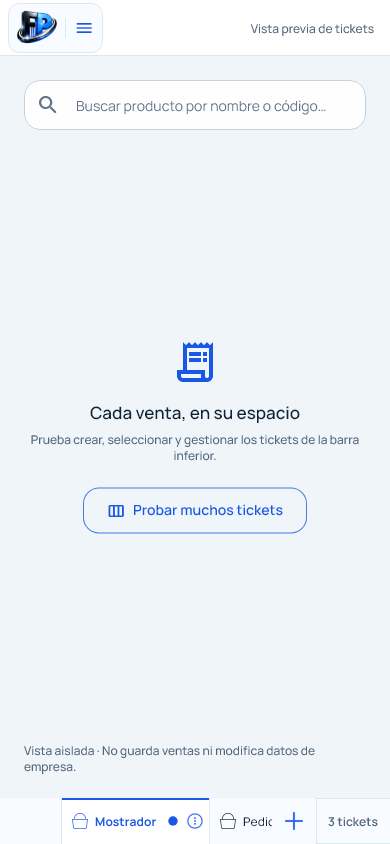 FP
Vista previa de tickets
Buscar producto por nombre o código...
Cada venta, en su espacio
Prueba crear, seleccionar y gestionar los tickets de la barra
inferior.
Probar muchos tickets
Vista aislada · No guarda ventas ni modifica datos de
empresa.
Mostrador
Pedic
3 tickets